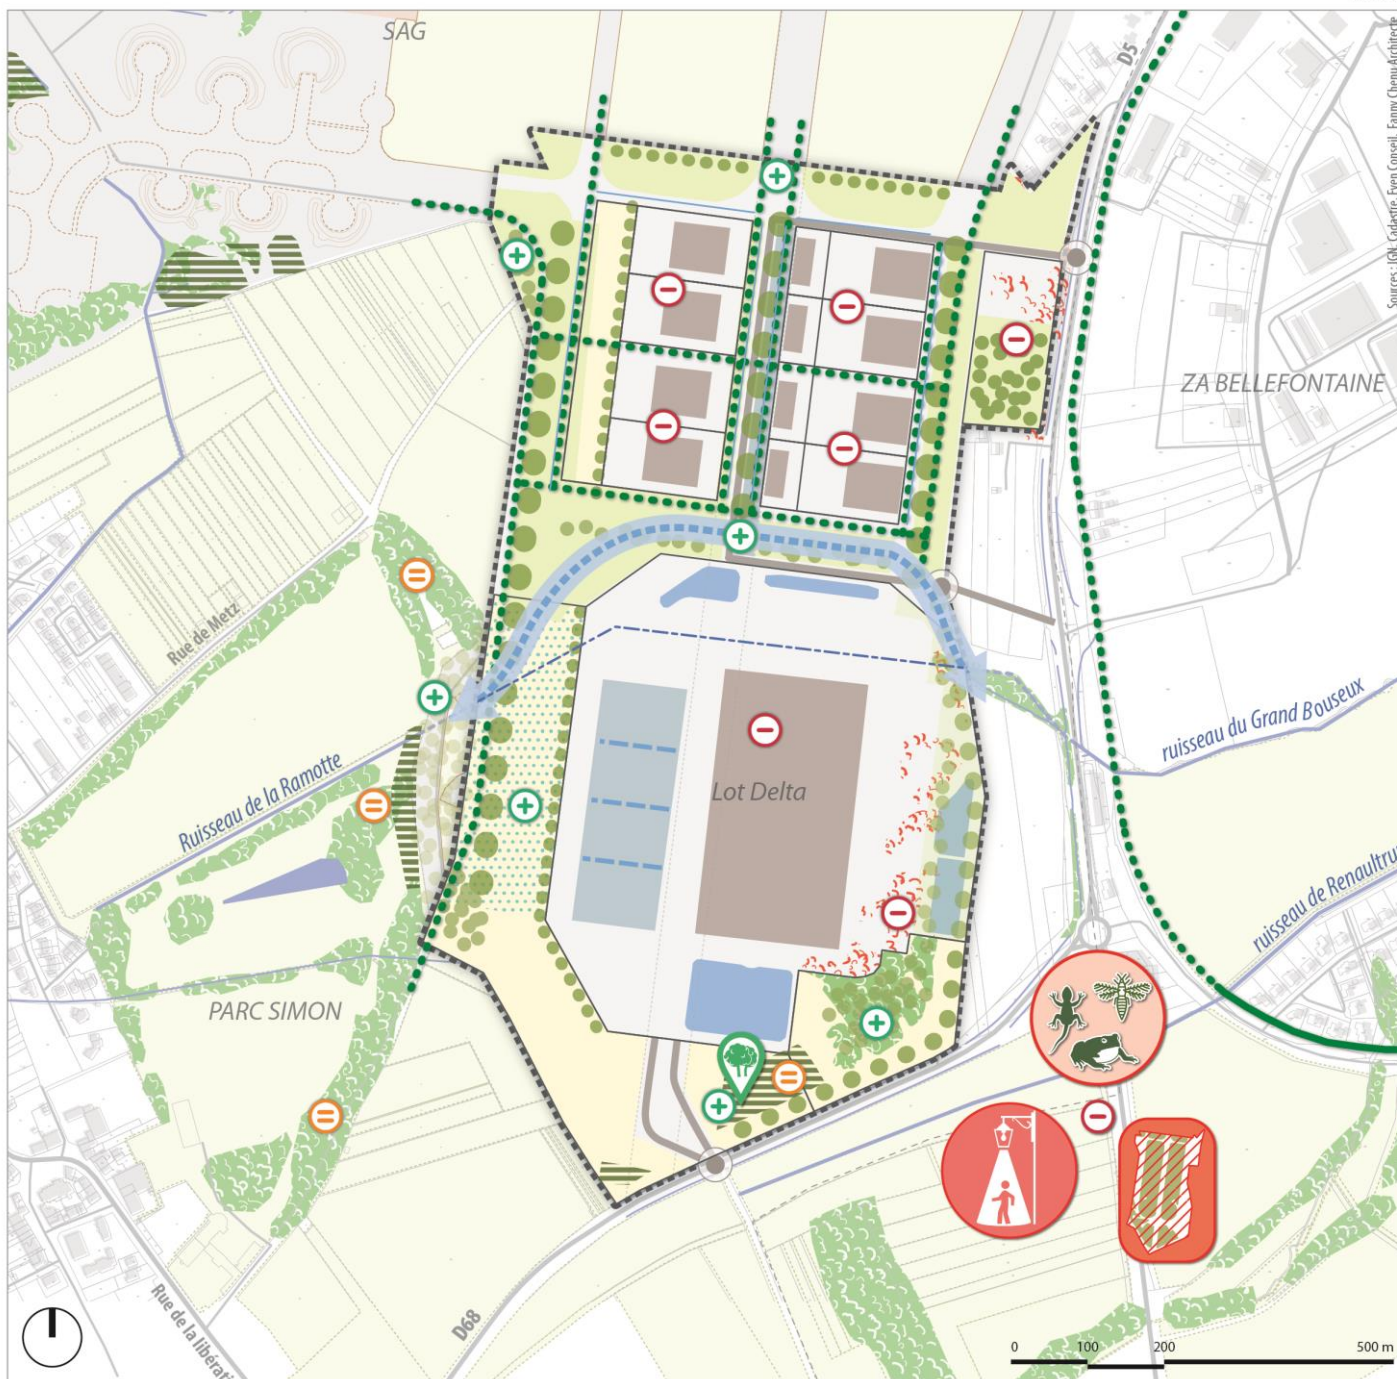 SAG
D5
Sources : IGN, Cadastre, Even Conseil, Fanny Chenu Architecte
ZA BELLEFONTAINE
Rue de Metz
ruisseau du Grand Bouseux
Ruisseau de la Ramotte
Lot Delta
ruisseau de Renaultru
PARC SIMON
Rue de la libérati
D68
0 100 200 500 m